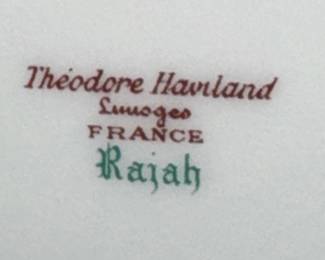 Théodore Haviland
Limoges
FRANCE
Rajah